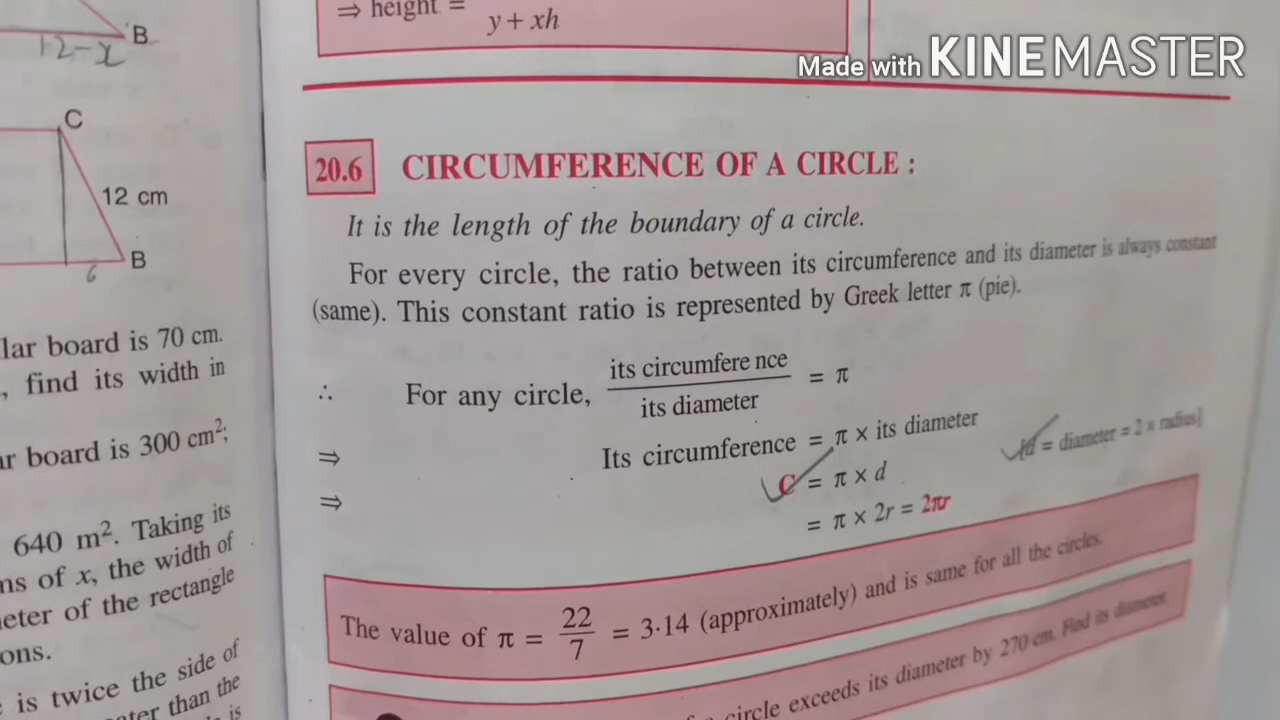 ⇒ height =
y + xh
Made with KINEMASTER
B
12-x
C
12 cm
B
6
lar board is 70 cm.
, find its width in
ar board is 300 cm²;
640 m². Taking its
ns of x, the width of
eter of the rectangle
ons.
is twice the side of
ater than the
is
20.6 CIRCUMFERENCE OF A CIRCLE :
It is the length of the boundary of a circle.
For every circle, the ratio between its circumference and its diameter is always constant
(same). This constant ratio is represented by Greek letter π (pie).
∴ For any circle, its circumfere nce / its diameter = π
⇒ Its circumference = π × its diameter
⇒ C = π × d [d = diameter = 2 × radius]
= π × 2r = 2πr
The value of π = 22/7 = 3·14 (approximately) and is same for all the circles.
circle exceeds its diameter by 270 cm. Find its diameter.